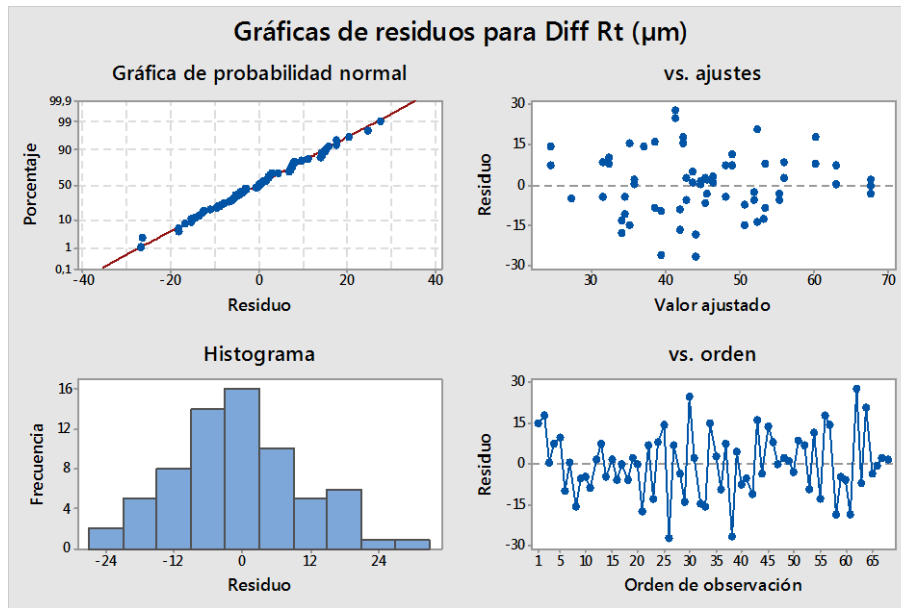 Gráficas de residuos para Diff Rt (µm)
Gráfica de probabilidad normal
99,9
99
90
50
10
1
0,1
Porcentaje
-40 -20 0 20 40
Residuo
vs. ajustes
30
15
0
-15
-30
Residuo
30 40 50 60 70
Valor ajustado
Histograma
16
12
8
4
0
Frecuencia
-24 -12 0 12 24
Residuo
vs. orden
30
15
0
-15
-30
Residuo
1 5 10 15 20 25 30 35 40 45 50 55 60 65
Orden de observación